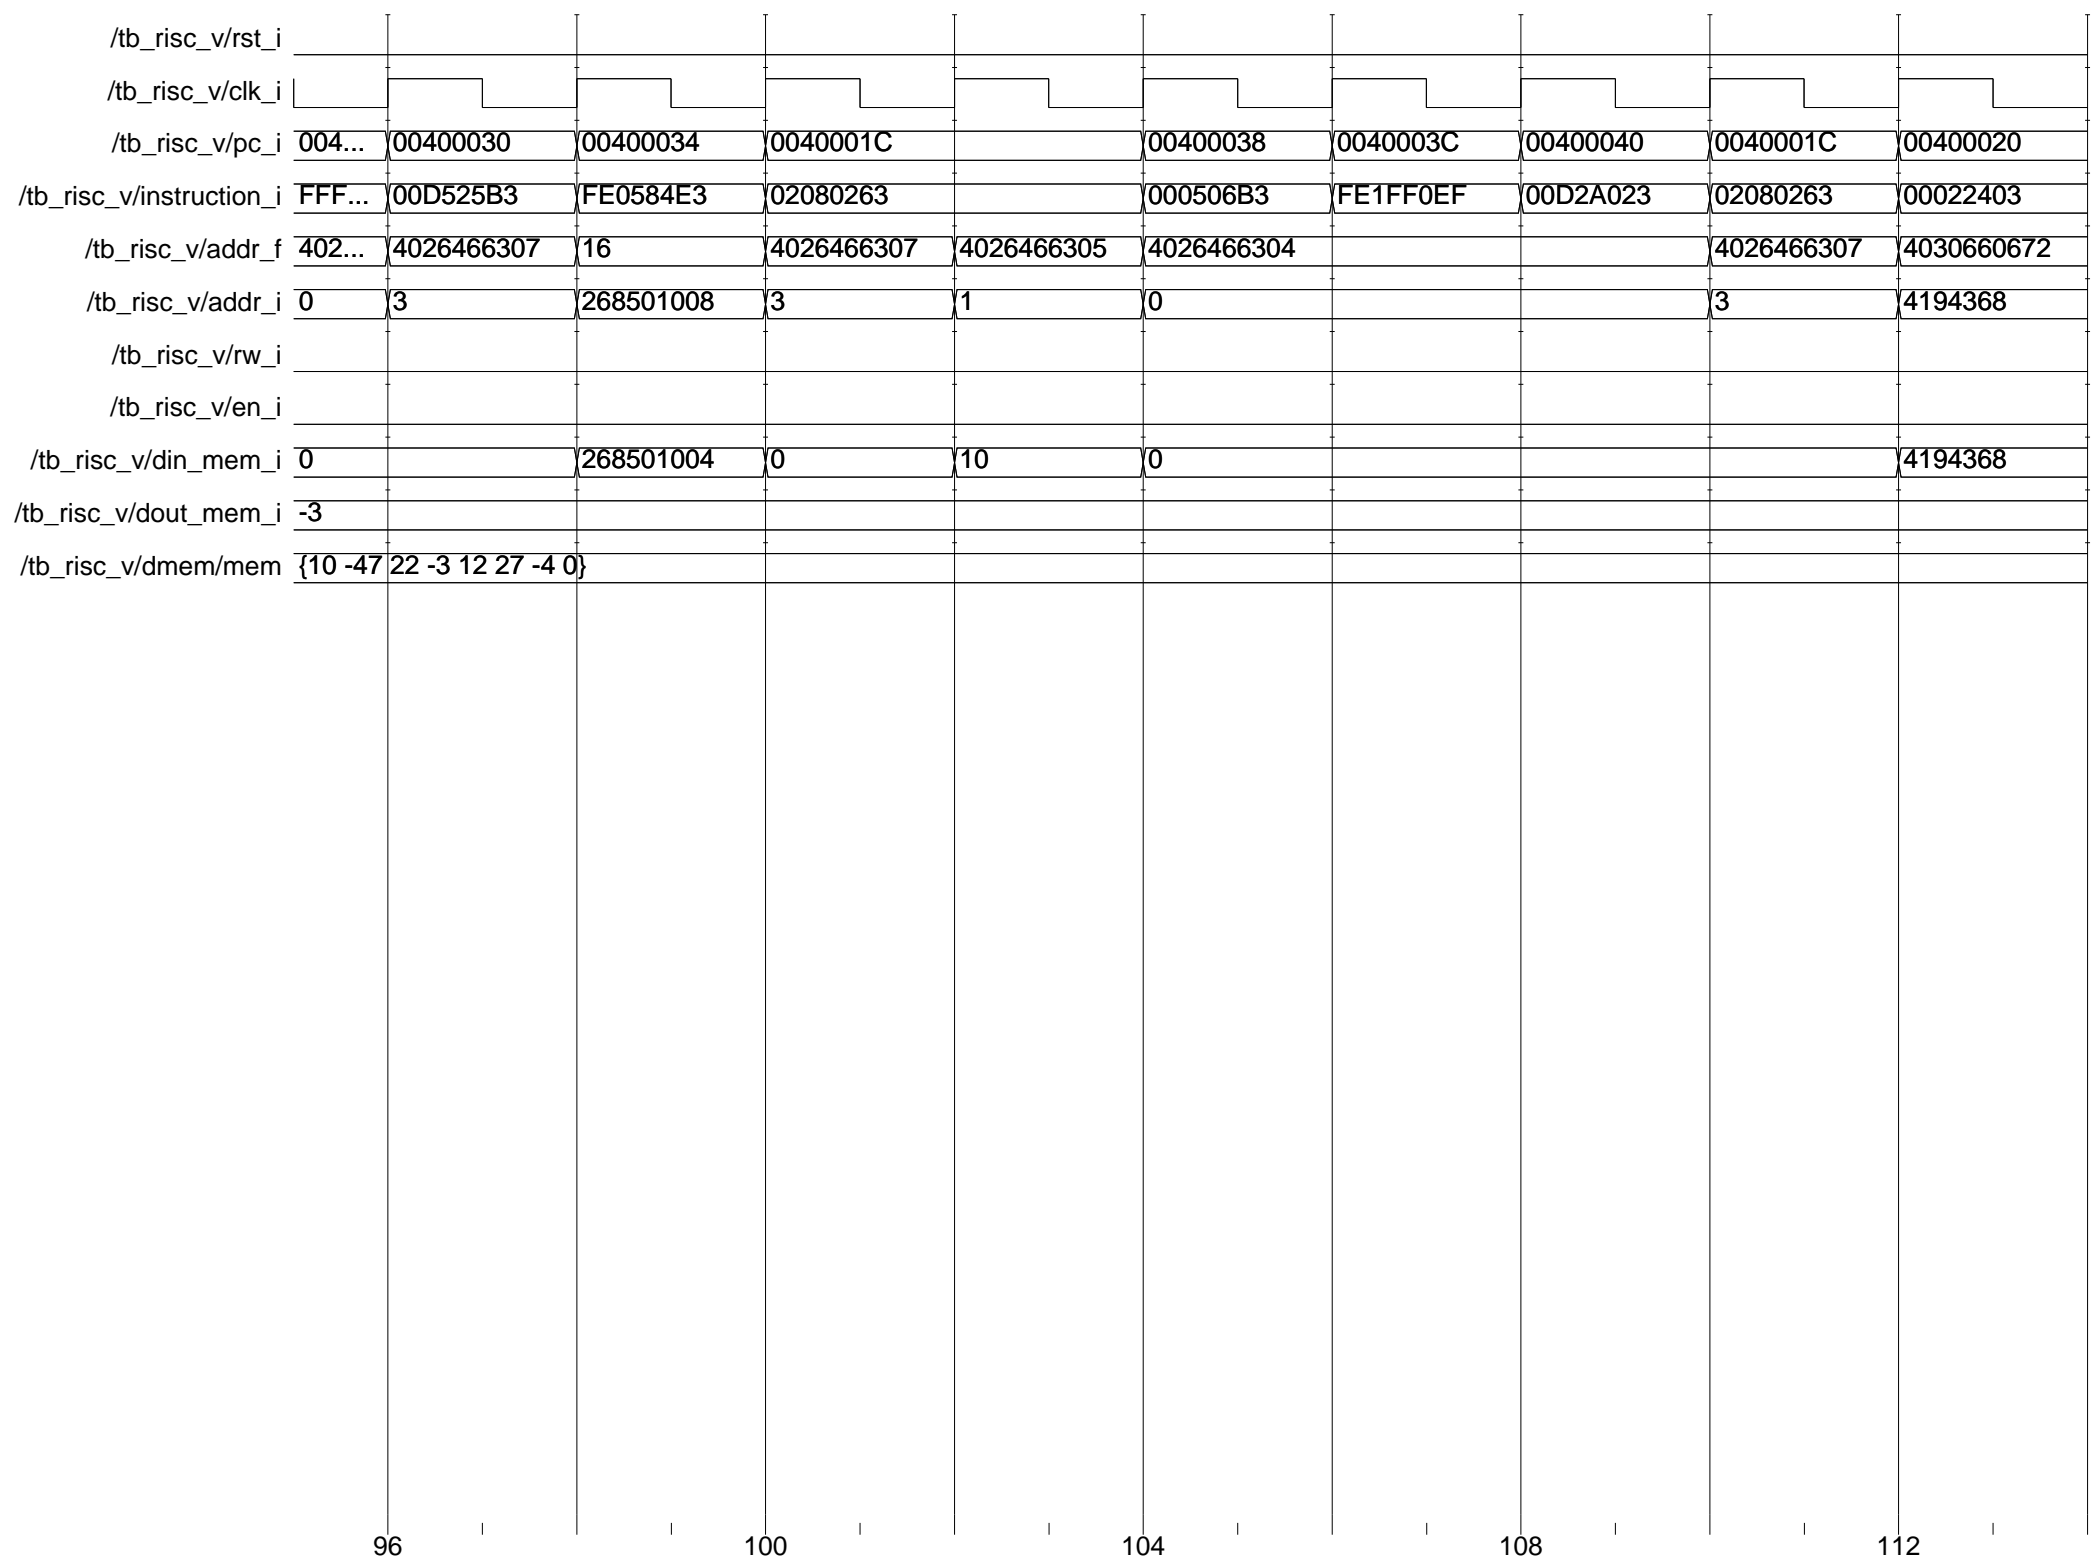 /tb_risc_v/rst_i
/tb_risc_v/clk_i
/tb_risc_v/pc_i 004... 00400030 00400034 0040001C 00400038 0040003C 00400040 0040001C 00400020
/tb_risc_v/instruction_i FFF... 00D525B3 FE0584E3 02080263 000506B3 FE1FF0EF 00D2A023 02080263 00022403
/tb_risc_v/addr_f 402... 4026466307 16 4026466307 4026466305 4026466304 4026466307 4030660672
/tb_risc_v/addr_i 0 3 268501008 3 1 0 3 4194368
/tb_risc_v/rw_i
/tb_risc_v/en_i
/tb_risc_v/din_mem_i 0 268501004 0 10 0 4194368
/tb_risc_v/dout_mem_i -3
/tb_risc_v/dmem/mem {10 -47 22 -3 12 27 -4 0}
96 100 104 108 112